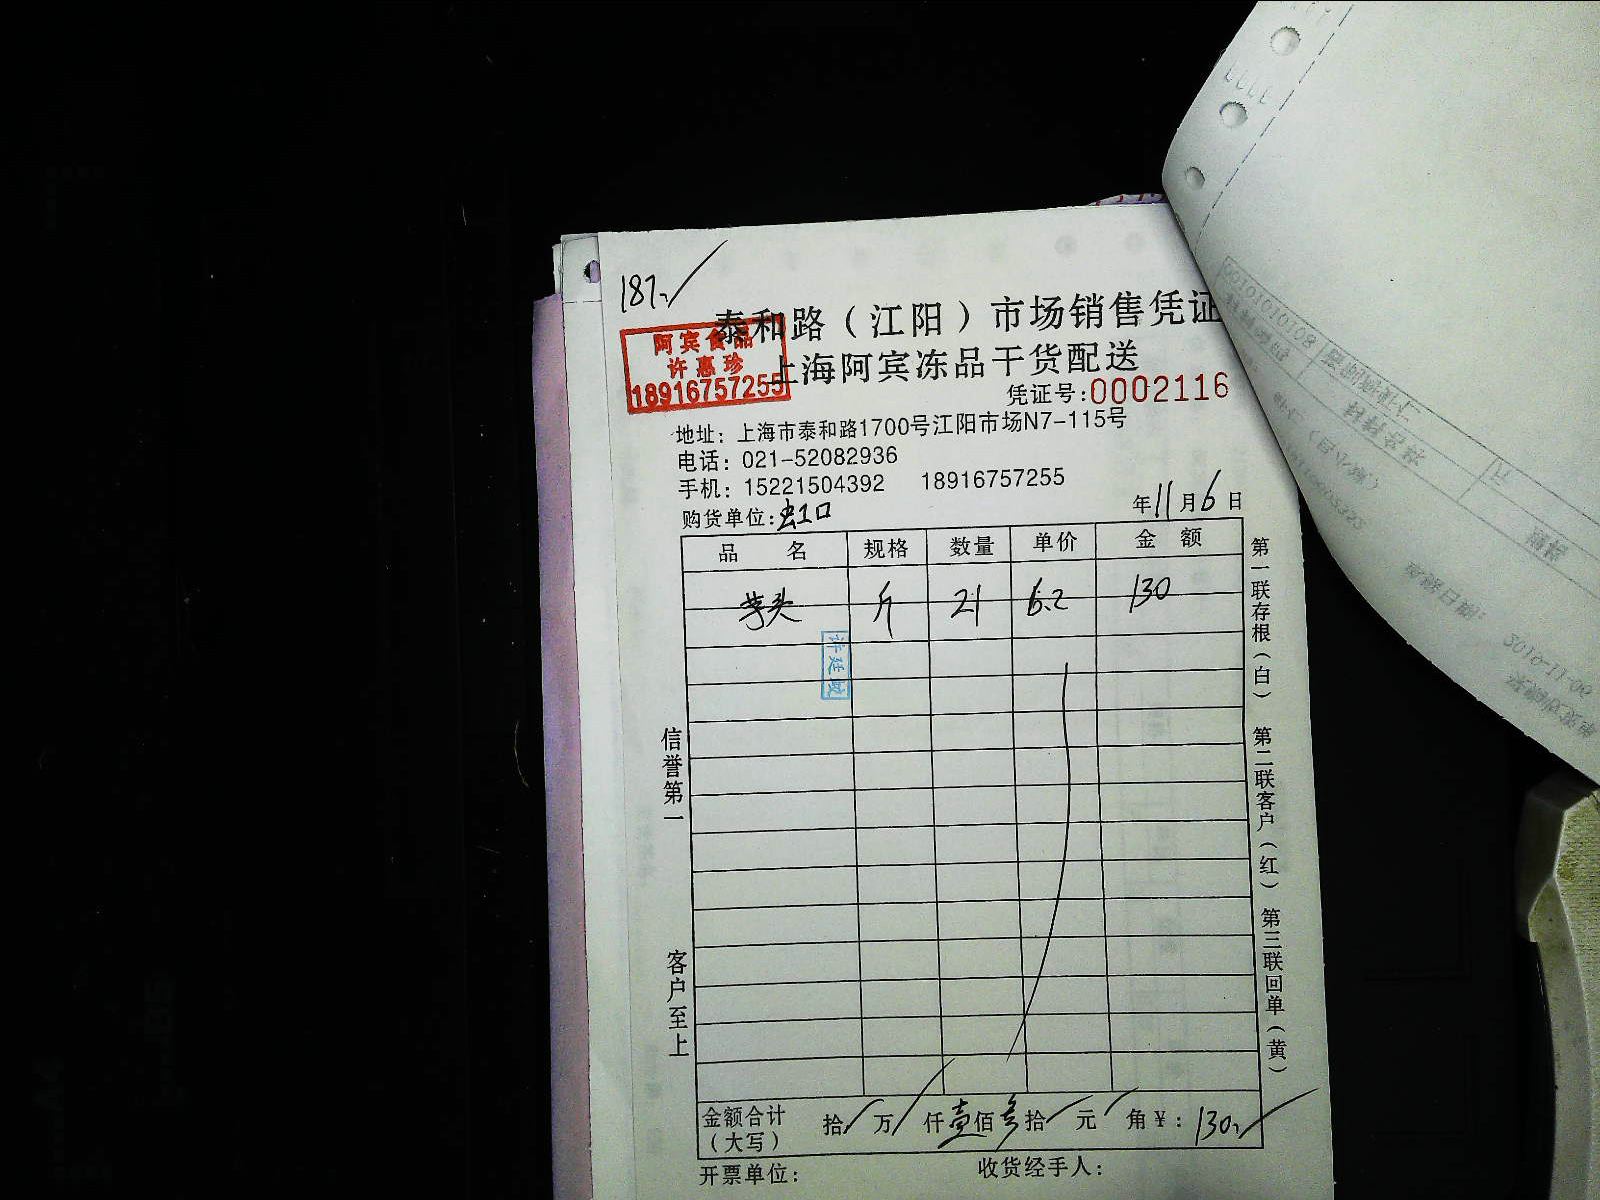 187
泰和路（江阳）市场销售凭证
阿宾食品
许惠珍
18916757255
上海阿宾冻品干货配送
凭证号:0002116
地址：上海市泰和路1700号江阳市场N7-115号
电话：021-52082936
手机：15221504392 18916757255
购货单位:虹口 年11月6日
品名 规格 数量 单价 金额
芋头 斤 21 6.2 130
信誉第一
客户至上
第一联存根（白） 第二联客户（红） 第三联回单（黄）
金额合计（大写） 拾 万 仟壹佰叁拾 元 角￥: 130
开票单位: 收货经手人: